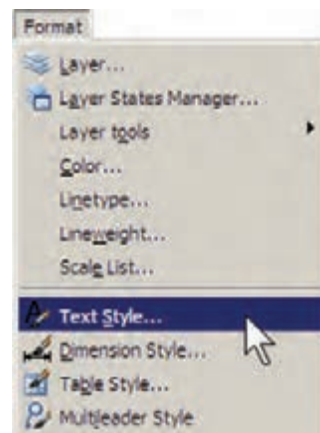 Format
Layer...
Layer States Manager...
Layer tools
Color...
Linetype...
Lineweight...
Scale List...
Text Style...
Dimension Style...
Table Style...
Multileader Style